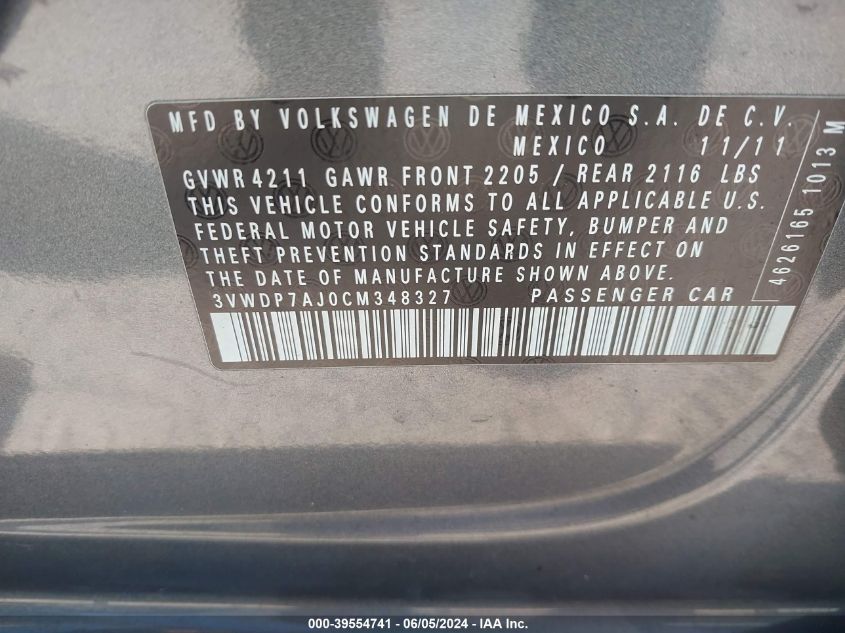 MFD BY VOLKSWAGEN DE MEXICO S.A. DE C.V.
MEXICO 11/11
GVWR 4211 GAWR FRONT 2205 / REAR 2116 LBS
THIS VEHICLE CONFORMS TO ALL APPLICABLE U.S.
FEDERAL MOTOR VEHICLE SAFETY, BUMPER AND
THEFT PREVENTION STANDARDS IN EFFECT ON
THE DATE OF MANUFACTURE SHOWN ABOVE.
3VWDP7AJ0CM348327 PASSENGER CAR
4626165 1013 M
000-39554741 - 06/05/2024 - IAA Inc.